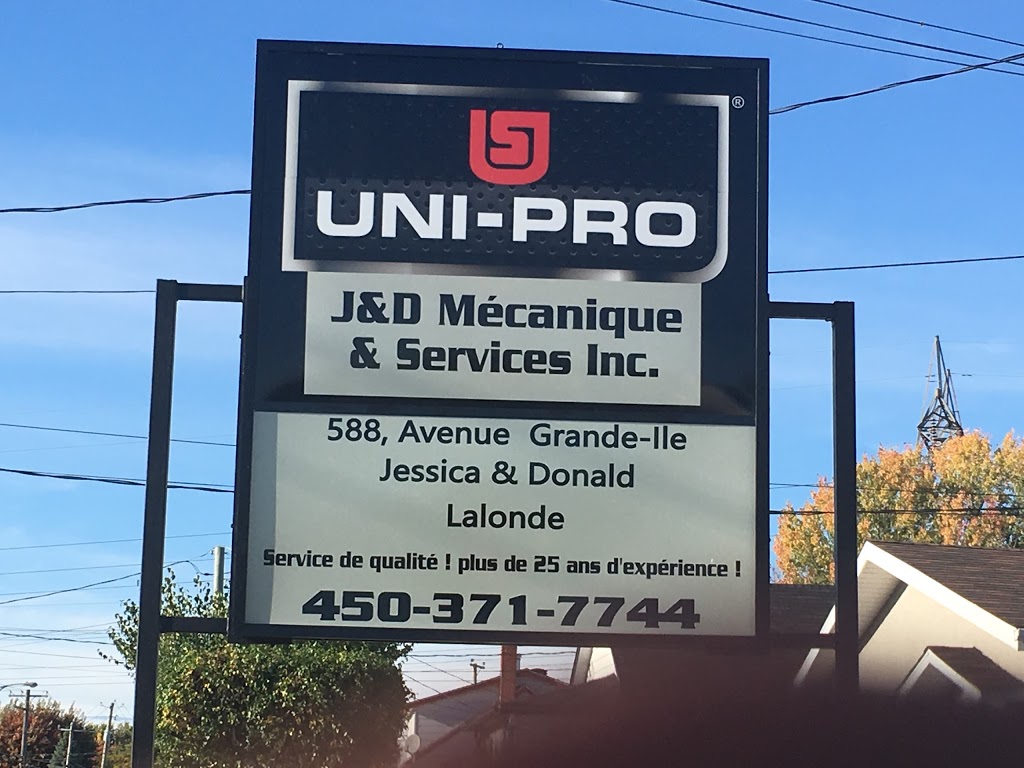 ®
UNI-PRO
J&D Mécanique
& Services Inc.
588, Avenue Grande-Ile
Jessica & Donald
Lalonde
Service de qualité ! plus de 25 ans d'expérience !
450-371-7744